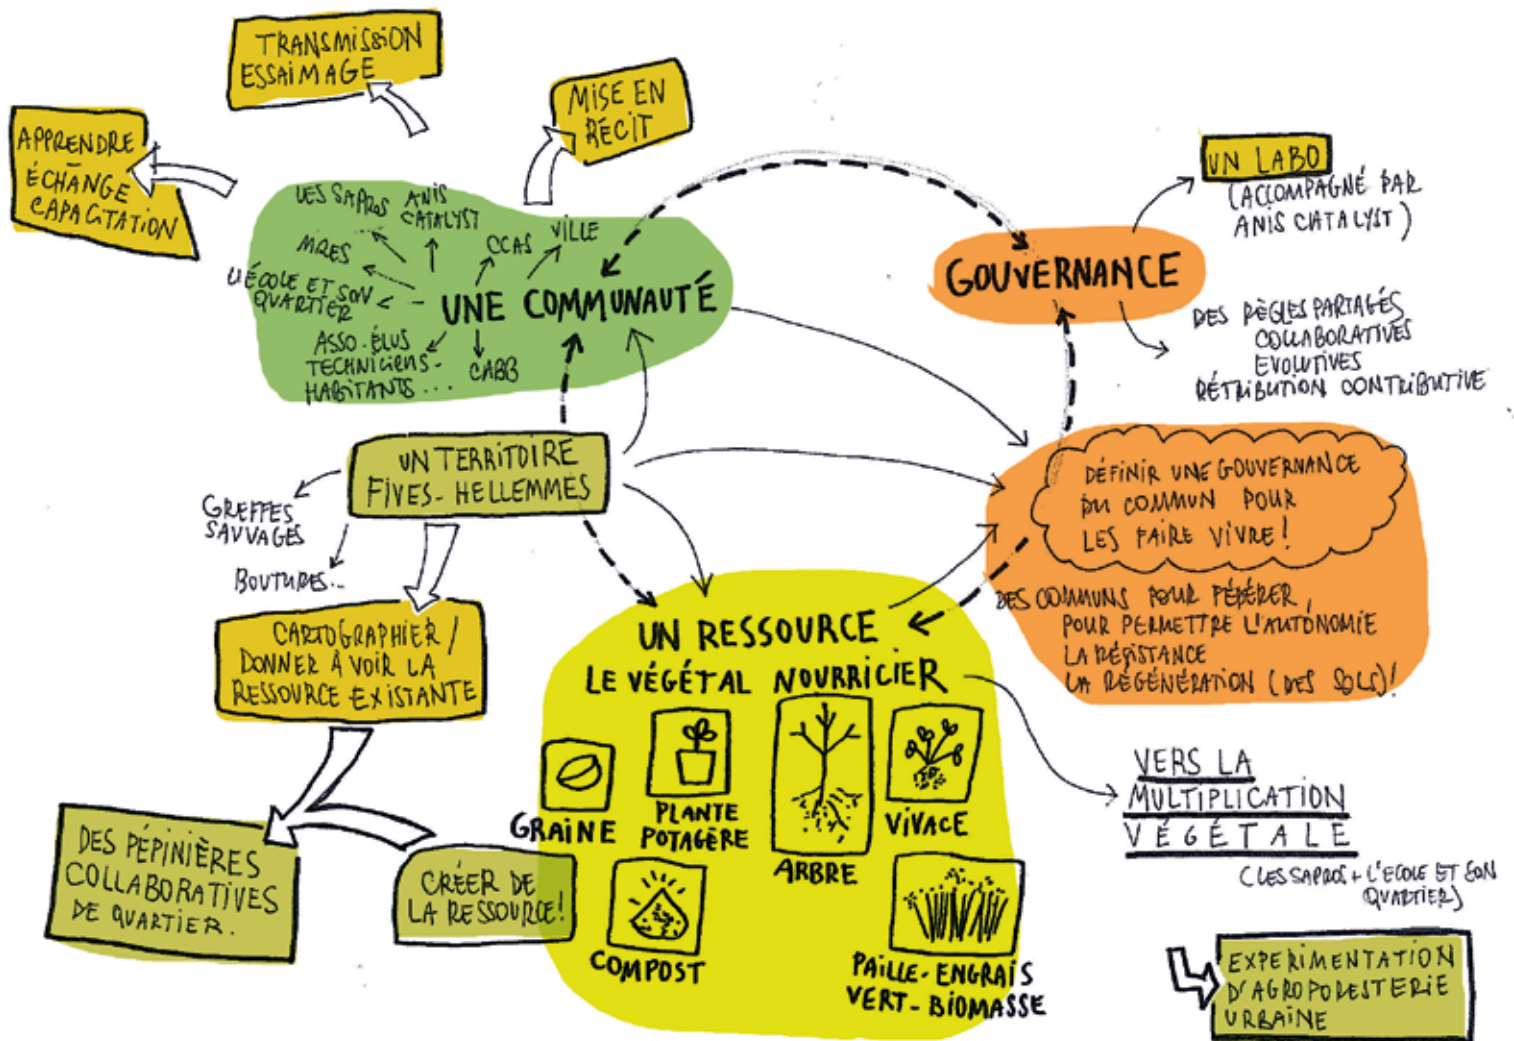 TRANSMISSION
ESSAIMAGE
MISE EN
RÉCIT
APPRENDRE
-
ÉCHANGE
CAPACITATION
LES SAPROS
ANIS
CATALYST
CCAS
VILLE
MRES
L'ÉCOLE ET SON
QUARTIER
UNE COMMUNAUTÉ
ASSO-ÉLUS
TECHNICIENS-
HABITANTS...
CABB
GOUVERNANCE
UN LABO
(ACCOMPAGNÉ PAR
ANIS CATALYST)
DES RÈGLES PARTAGÉS
COLLABORATIVES
EVOLUTIVES
RÉTRIBUTION CONTRIBUTIVE
UN TERRITOIRE
FIVES-HELLEMMES
GREFFES
SAUVAGES
BOUTURES...
DÉFINIR UNE GOUVERNANCE
DU COMMUN POUR
LES FAIRE VIVRE!
DES COMMUNS POUR FÉDÉRER,
POUR PERMETTRE L'AUTONOMIE
LA RÉSISTANCE
LA RÉGÉNÉRATION (DES SOLS)!
CARTOGRAPHIER/
DONNER À VOIR LA
RESSOURCE EXISTANTE
UN RESSOURCE
LE VÉGÉTAL NOURRICIER
GRAINE
PLANTE
POTAGÈRE
ARBRE
VIVACE
COMPOST
PAILLE-ENGRAIS
VERT-BIOMASSE
VERS LA
MULTIPLICATION
VÉGÉTALE
(LES SAPROS + L'ECOLE ET SON
QUARTIER)
DES PÉPINIÈRES
COLLABORATIVES
DE QUARTIER.
CRÉER DE
LA RESSOURCE!
EXPERIMENTATION
D'AGROFORESTERIE
URBAINE